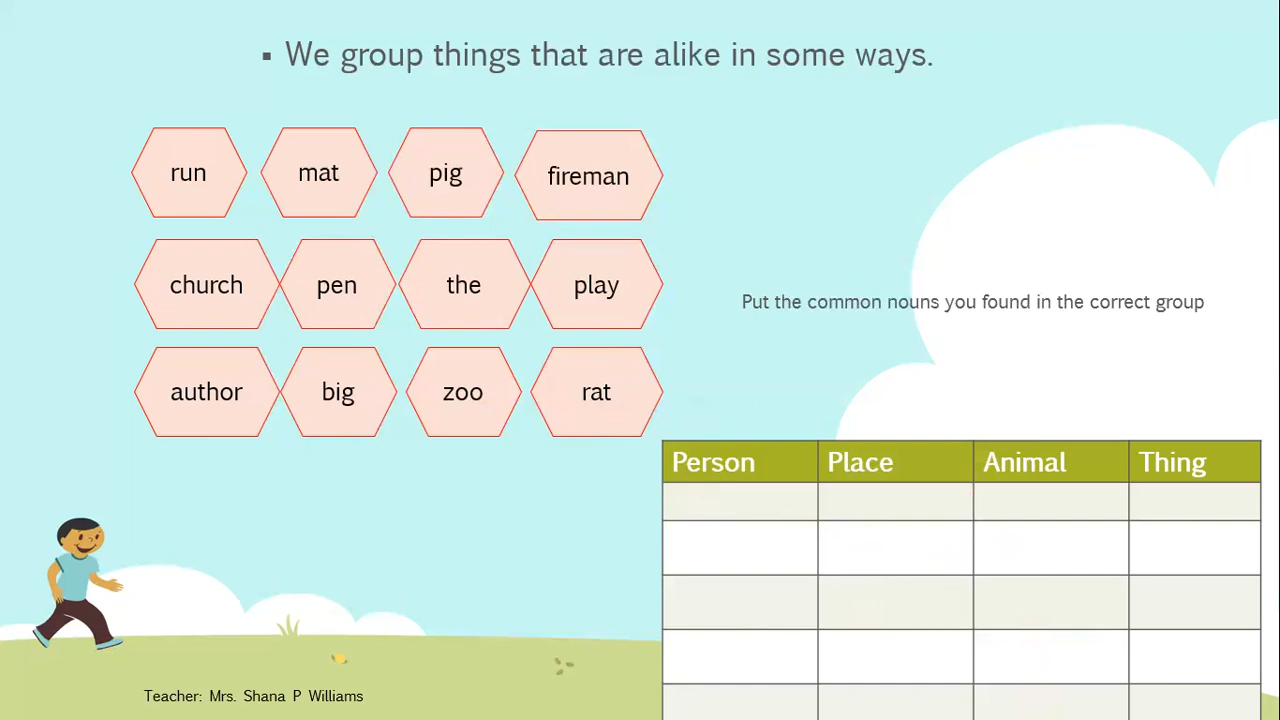 ▪ We group things that are alike in some ways.
run mat pig fireman
church pen the play
Put the common nouns you found in the correct group
author big zoo rat
Person Place Animal Thing
Teacher: Mrs. Shana P Williams